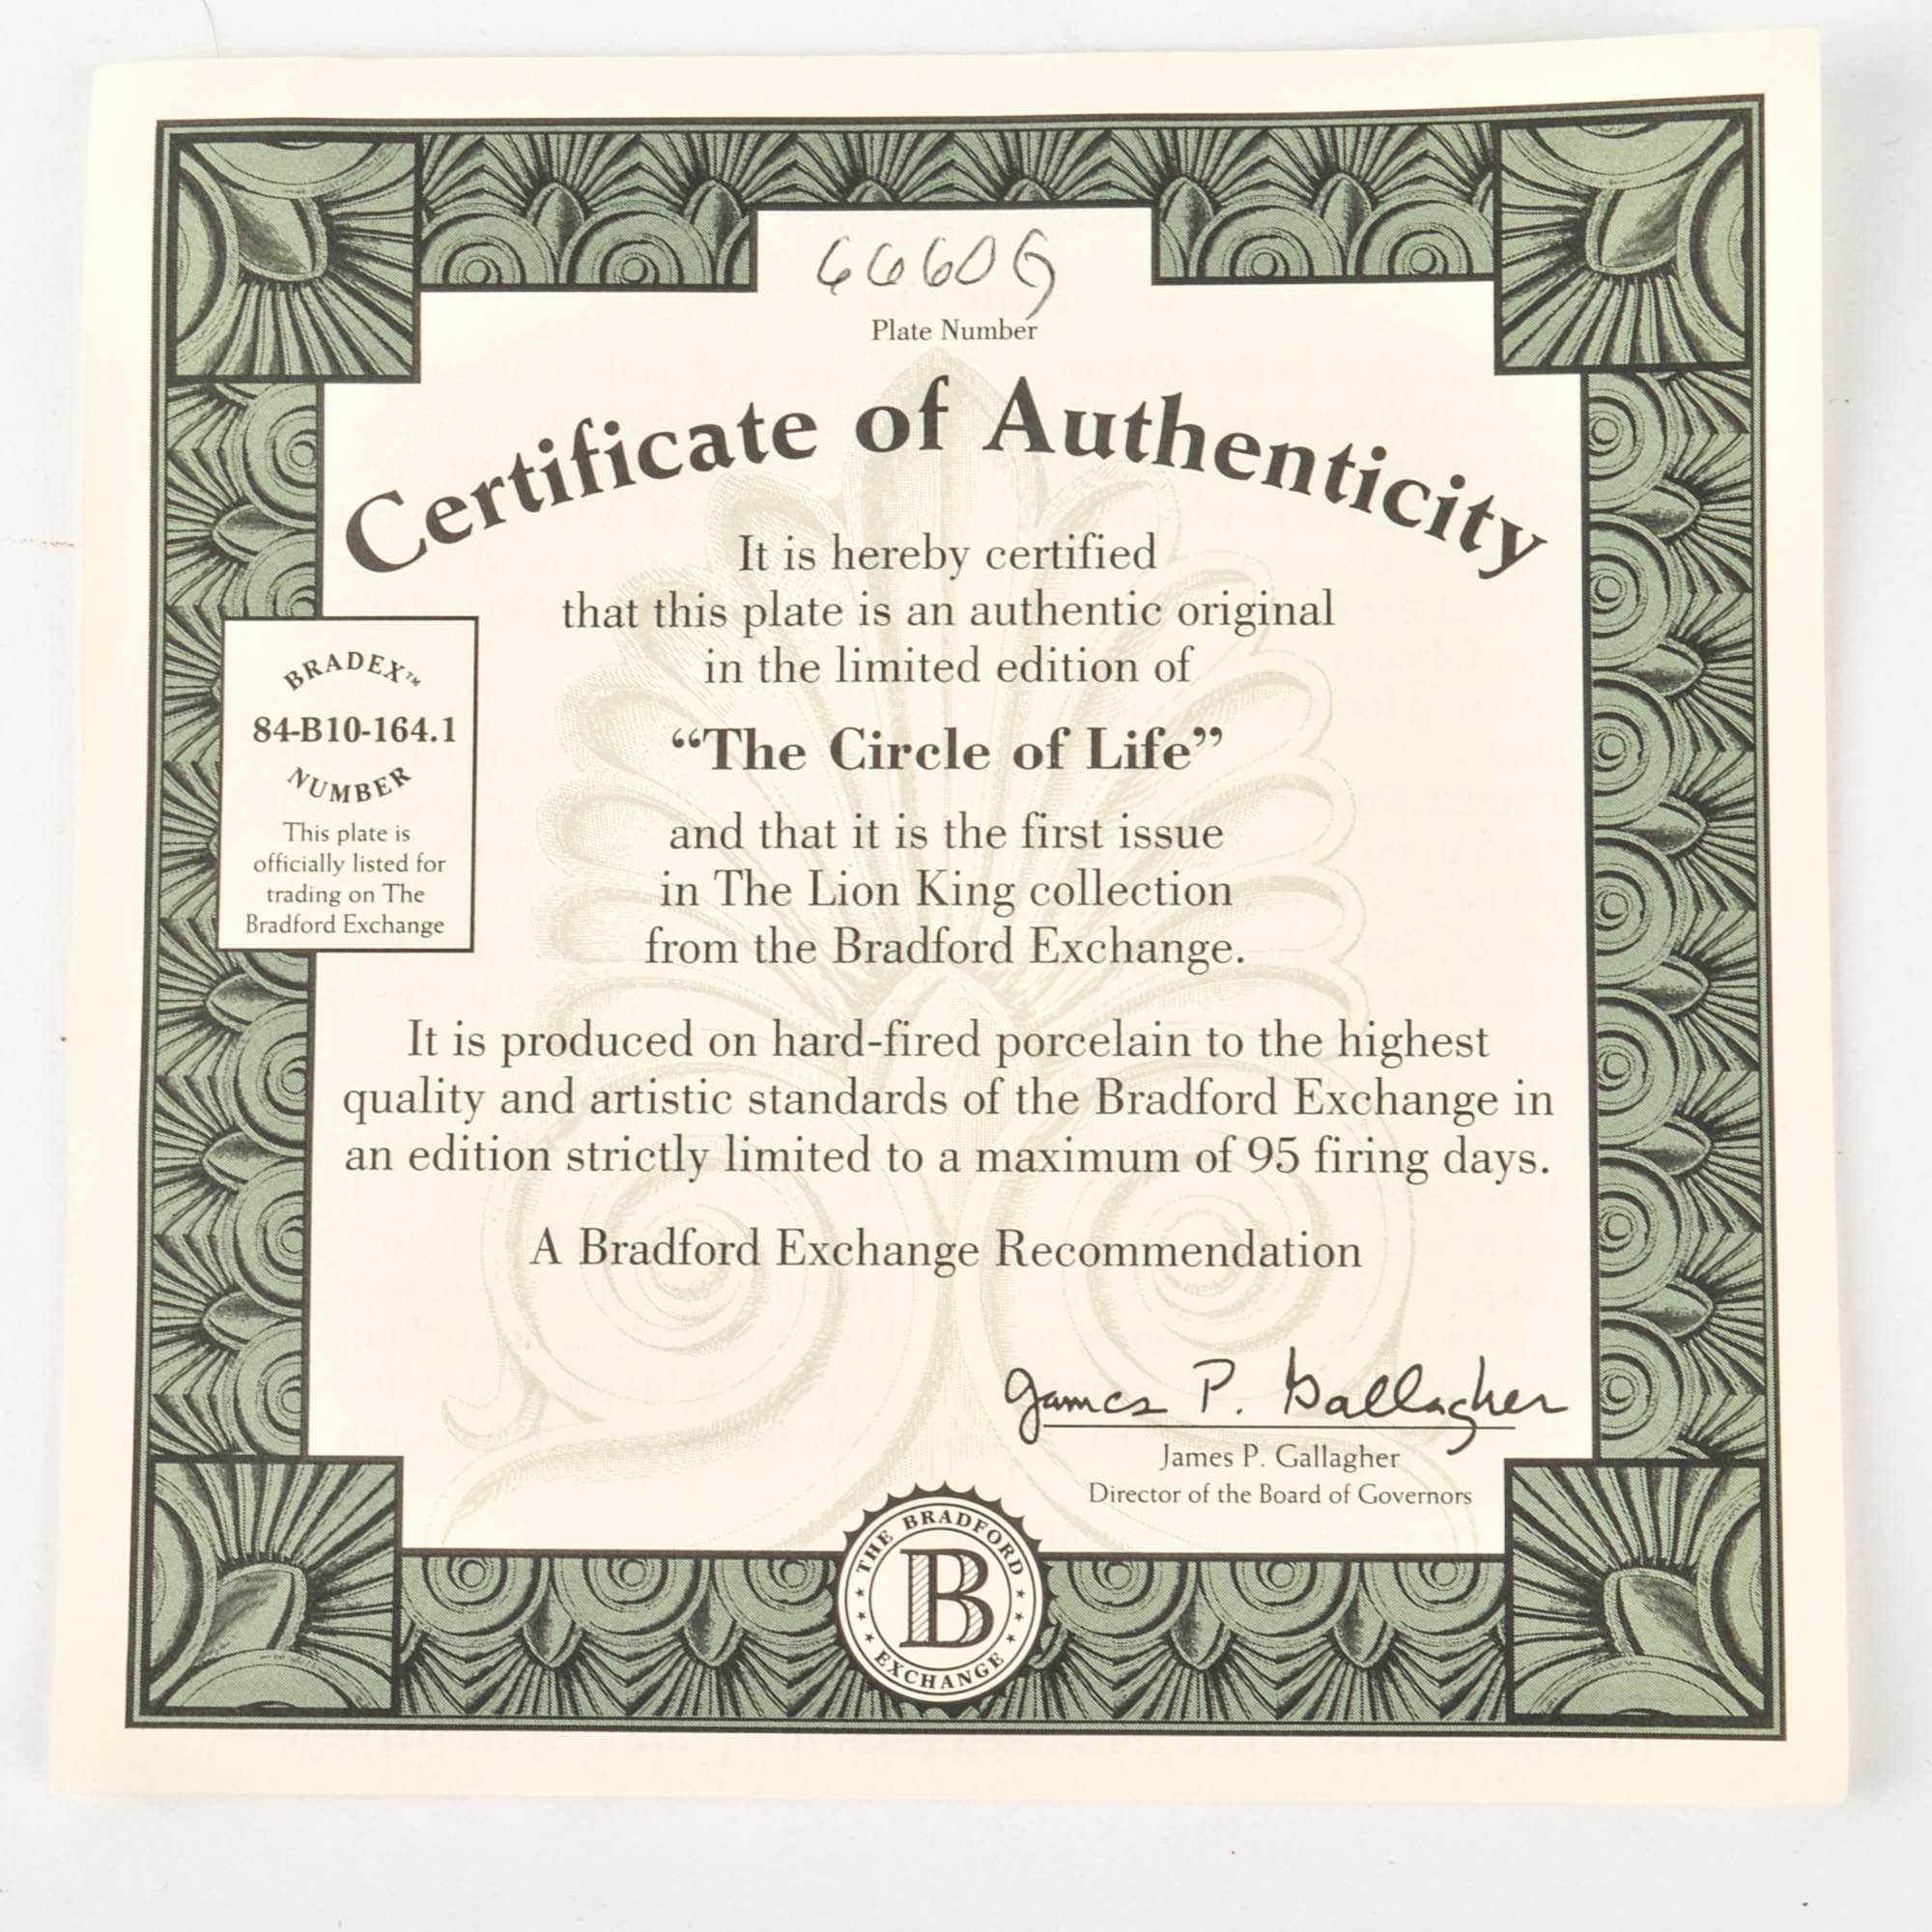 6660G
Plate Number
Certificate of Authenticity
It is hereby certified
that this plate is an authentic original
in the limited edition of
“The Circle of Life”
and that it is the first issue
in The Lion King collection
from the Bradford Exchange.
BRADEX™
84-B10-164.1
NUMBER
This plate is
officially listed for
trading on The
Bradford Exchange
It is produced on hard-fired porcelain to the highest
quality and artistic standards of the Bradford Exchange in
an edition strictly limited to a maximum of 95 firing days.
A Bradford Exchange Recommendation
James P. Gallagher
James P. Gallagher
Director of the Board of Governors
THE BRADFORD
B
EXCHANGE